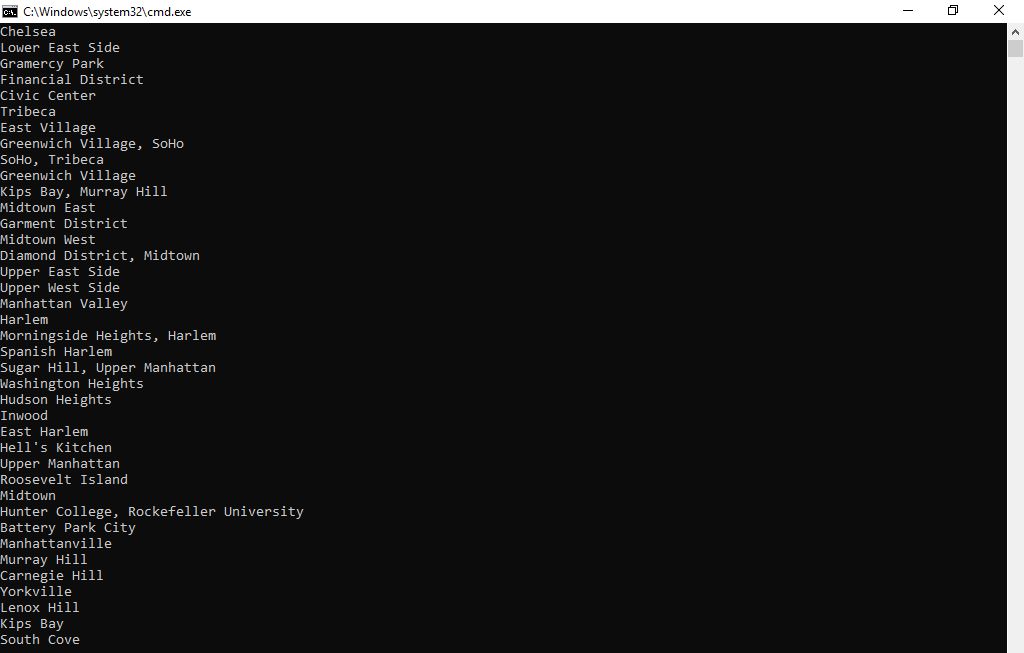 C:\Windows\system32\cmd.exe
Chelsea
Lower East Side
Gramercy Park
Financial District
Civic Center
Tribeca
East Village
Greenwich Village, SoHo
SoHo, Tribeca
Greenwich Village
Kips Bay, Murray Hill
Midtown East
Garment District
Midtown West
Diamond District, Midtown
Upper East Side
Upper West Side
Manhattan Valley
Harlem
Morningside Heights, Harlem
Spanish Harlem
Sugar Hill, Upper Manhattan
Washington Heights
Hudson Heights
Inwood
East Harlem
Hell's Kitchen
Upper Manhattan
Roosevelt Island
Midtown
Hunter College, Rockefeller University
Battery Park City
Manhattanville
Murray Hill
Carnegie Hill
Yorkville
Lenox Hill
Kips Bay
South Cove